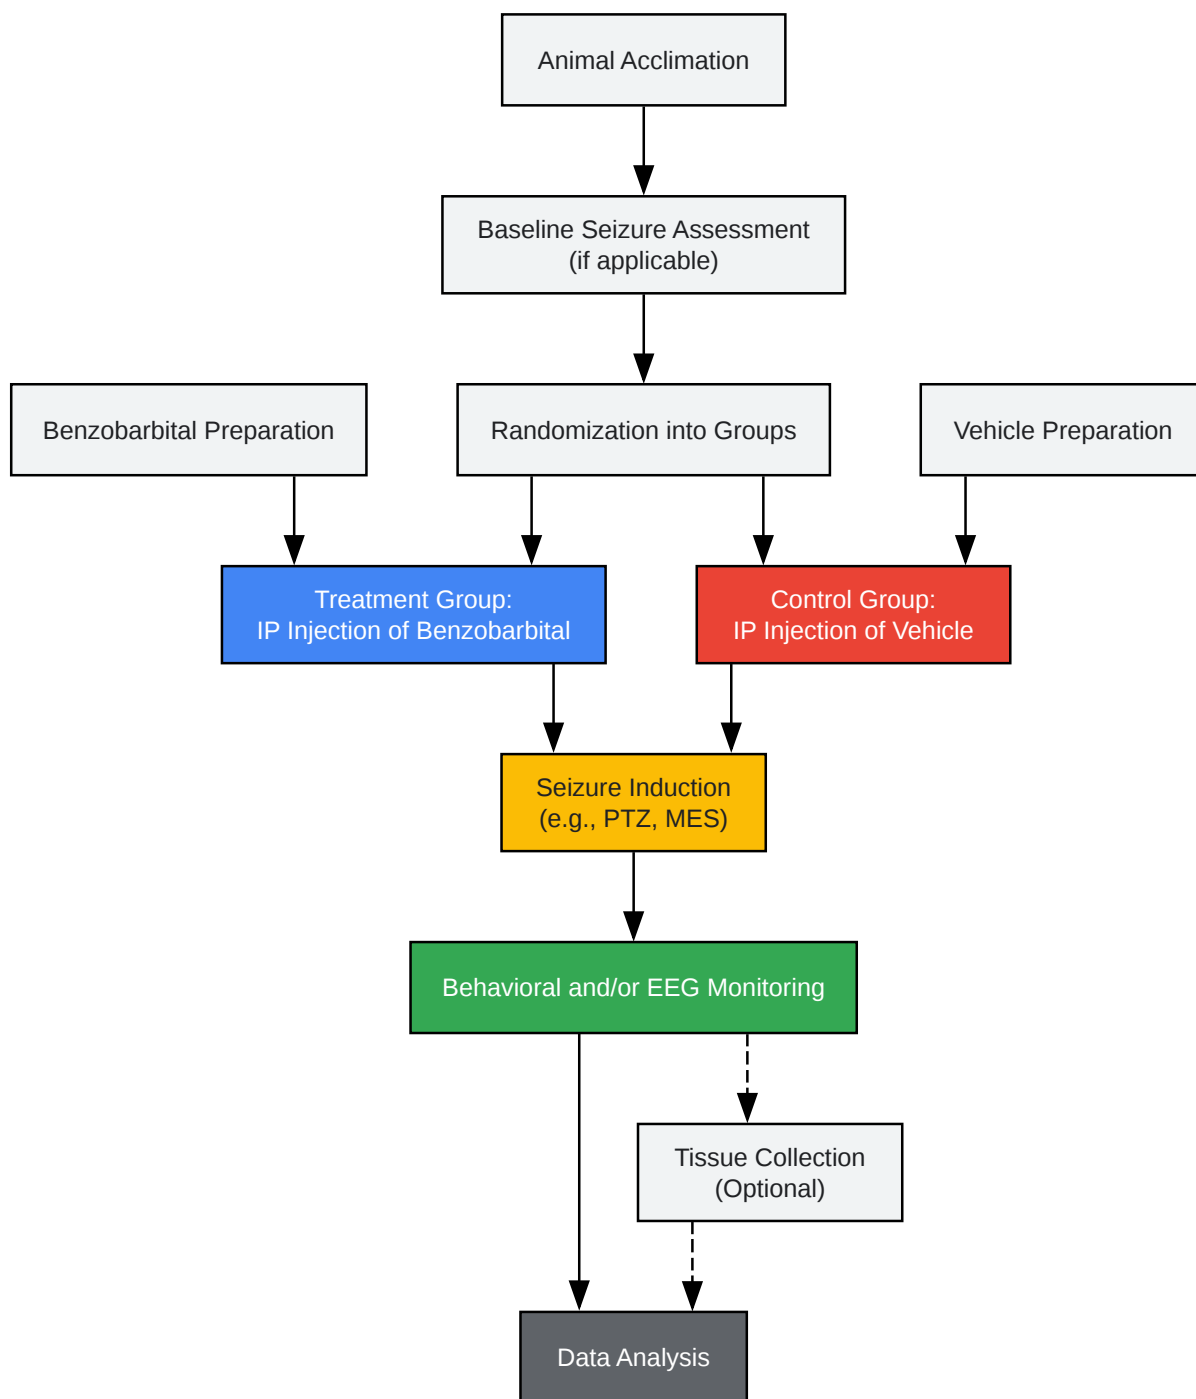 Animal Acclimation
Baseline Seizure Assessment
(if applicable)
Benzobarbital Preparation
Randomization into Groups
Vehicle Preparation
Treatment Group:
IP Injection of Benzobarbital
Control Group:
IP Injection of Vehicle
Seizure Induction
(e.g., PTZ, MES)
Behavioral and/or EEG Monitoring
Tissue Collection
(Optional)
Data Analysis